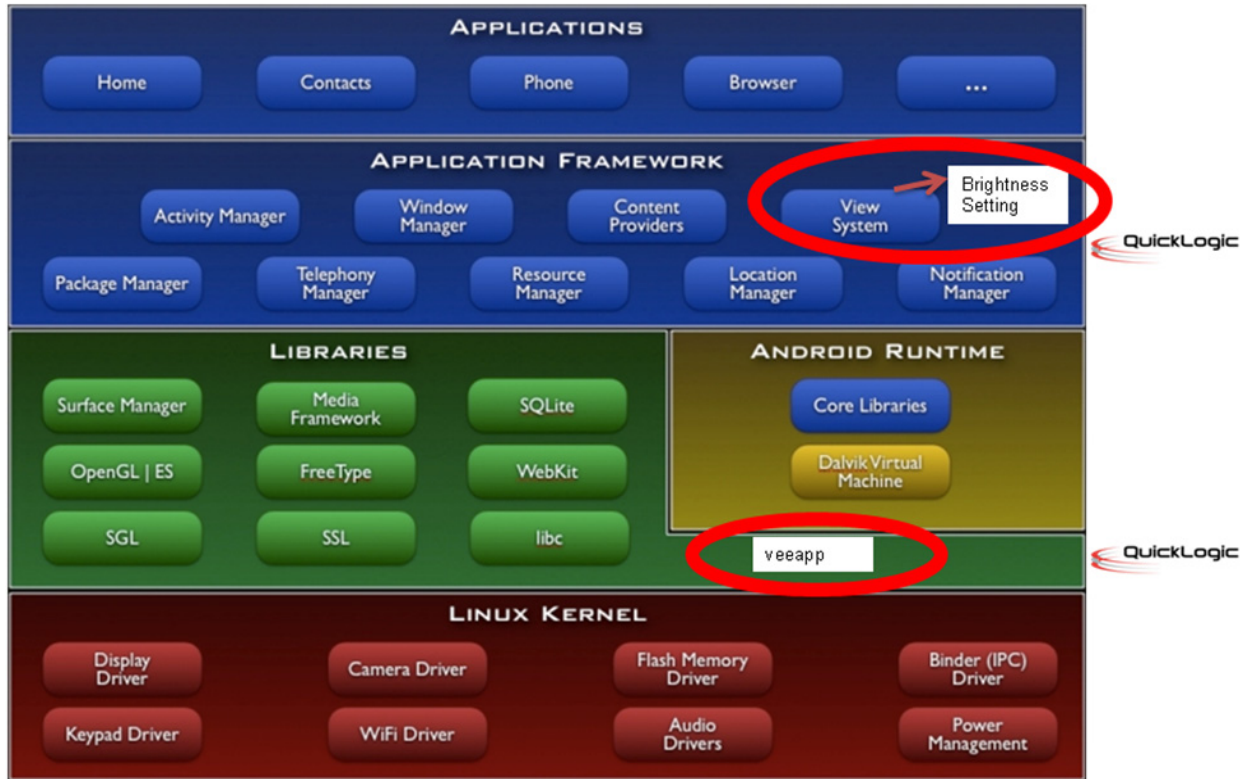 APPLICATIONS
Home
Contacts
Phone
Browser
...
APPLICATION FRAMEWORK
Activity Manager
Window
Manager
Content
Providers
View
System
Brightness
Setting
QuickLogic
Package Manager
Telephony
Manager
Resource
Manager
Location
Manager
Notification
Manager
LIBRARIES
Surface Manager
Media
Framework
SQLite
OpenGL | ES
FreeType
WebKit
SGL
SSL
libc
ANDROID RUNTIME
Core Libraries
Dalvik Virtual
Machine
veeapp
QuickLogic
LINUX KERNEL
Display
Driver
Camera Driver
Flash Memory
Driver
Binder (IPC)
Driver
Keypad Driver
WiFi Driver
Audio
Drivers
Power
Management